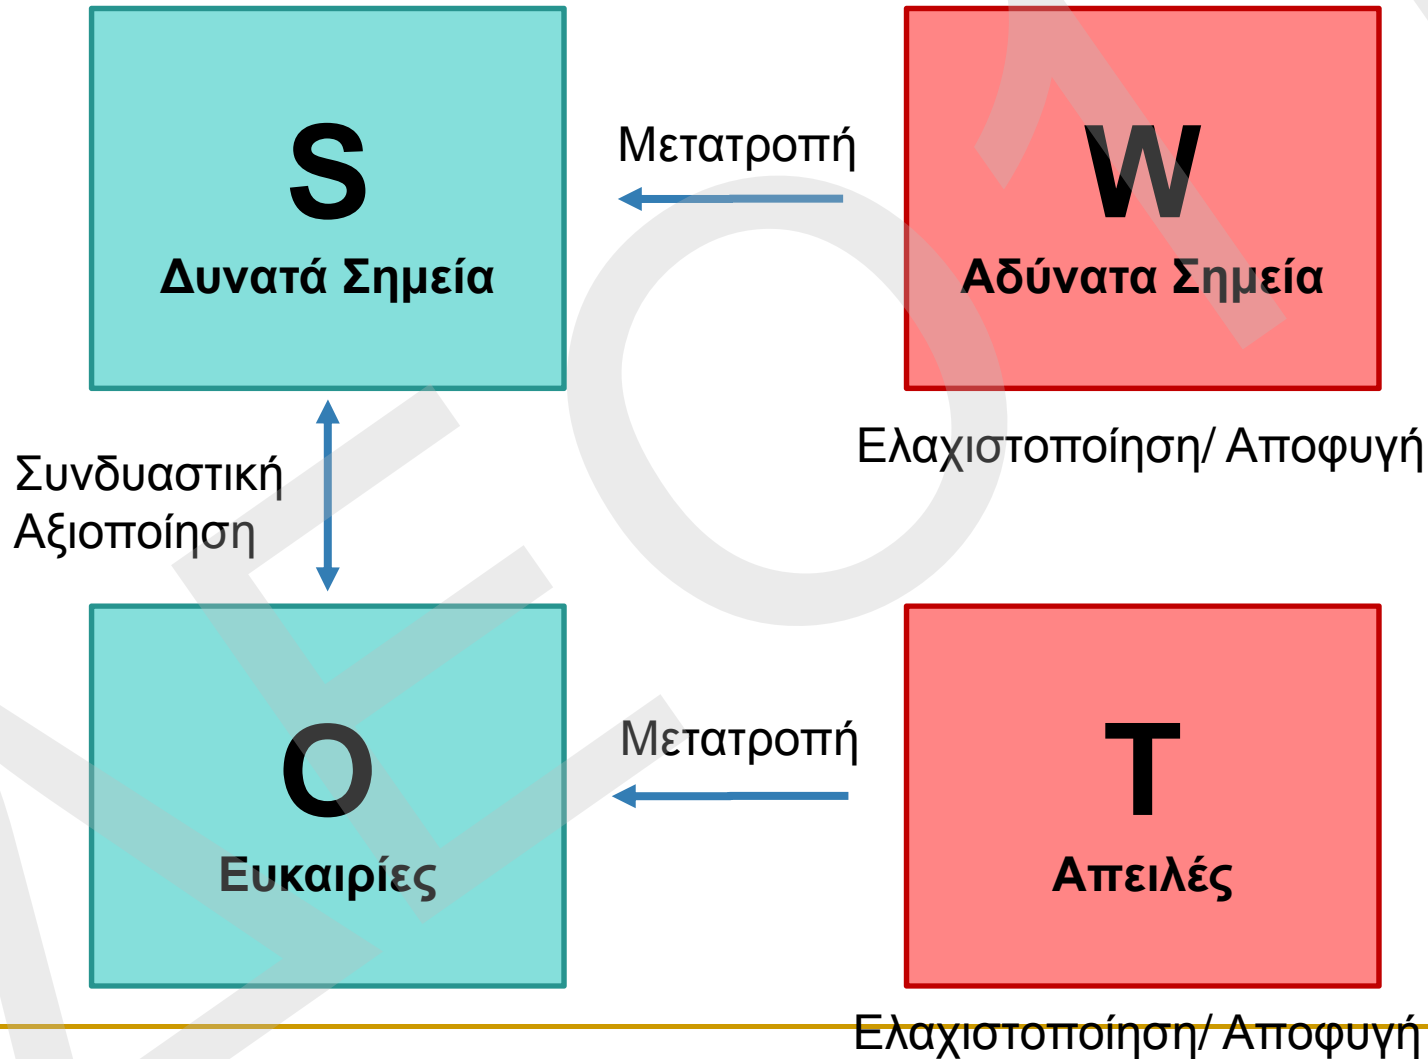 S
Δυνατά Σημεία
Μετατροπή
W
Αδύνατα Σημεία
Ελαχιστοποίηση/ Αποφυγή
Συνδυαστική
Αξιοποίηση
O
Ευκαιρίες
Μετατροπή
T
Απειλές
Ελαχιστοποίηση/ Αποφυγή